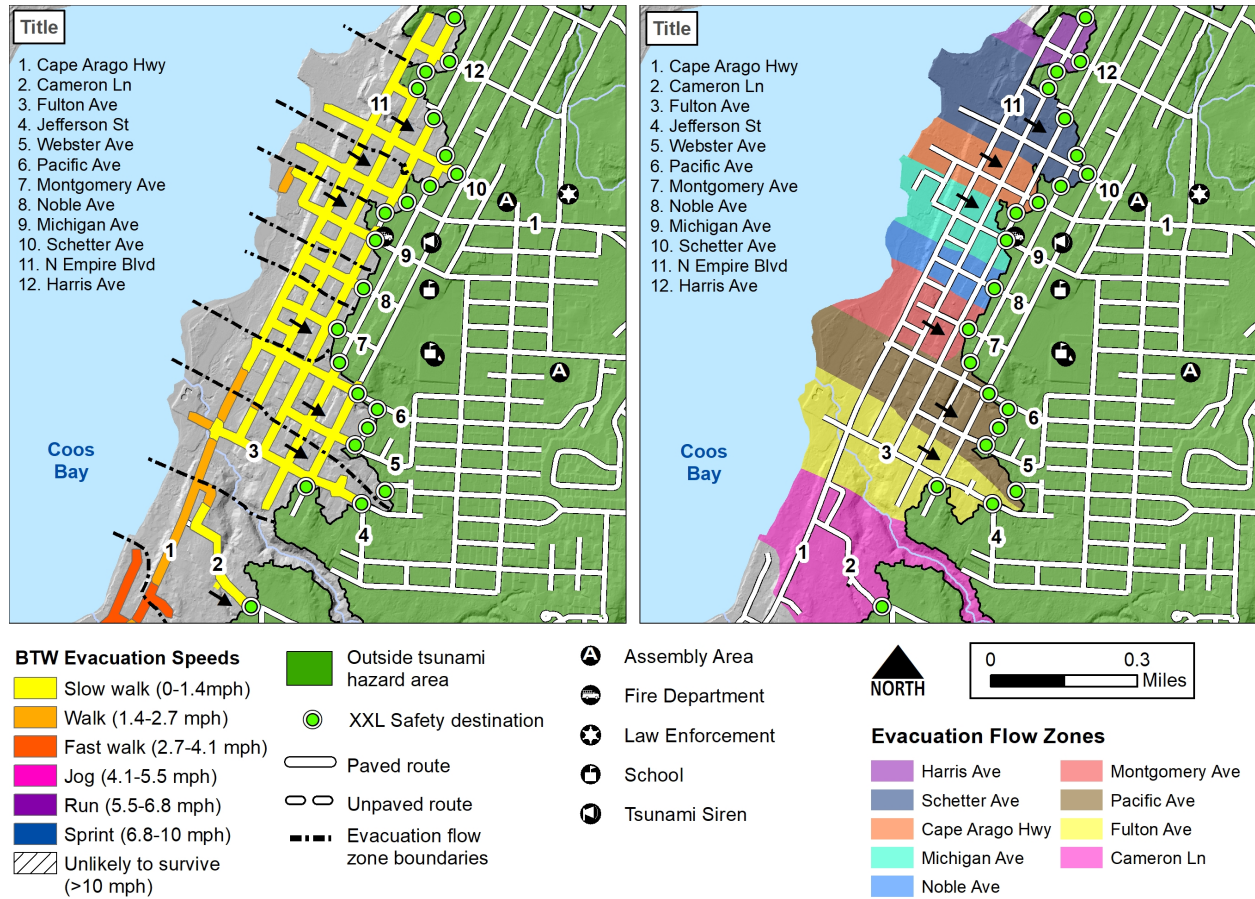 Title
1. Cape Arago Hwy
2. Cameron Ln
3. Fulton Ave
4. Jefferson St
5. Webster Ave
6. Pacific Ave
7. Montgomery Ave
8. Noble Ave
9. Michigan Ave
10. Schetter Ave
11. N Empire Blvd
12. Harris Ave
12
11
10
A
1
9
8
7
A
6
3
5
Coos
Bay
4
1
2
Title
1. Cape Arago Hwy
2. Cameron Ln
3. Fulton Ave
4. Jefferson St
5. Webster Ave
6. Pacific Ave
7. Montgomery Ave
8. Noble Ave
9. Michigan Ave
10. Schetter Ave
11. N Empire Blvd
12. Harris Ave
12
11
10
A
1
9
8
7
A
6
3
5
Coos
Bay
4
1
2
BTW Evacuation Speeds
Slow walk (0-1.4mph)
Walk (1.4-2.7 mph)
Fast walk (2.7-4.1 mph)
Jog (4.1-5.5 mph)
Run (5.5-6.8 mph)
Sprint (6.8-10 mph)
Unlikely to survive
(>10 mph)
Outside tsunami
hazard area
XXL Safety destination
Paved route
Unpaved route
Evacuation flow
zone boundaries
A
Assembly Area
Fire Department
Law Enforcement
School
Tsunami Siren
NORTH
0 0.3
Miles
Evacuation Flow Zones
Harris Ave
Schetter Ave
Cape Arago Hwy
Michigan Ave
Noble Ave
Montgomery Ave
Pacific Ave
Fulton Ave
Cameron Ln